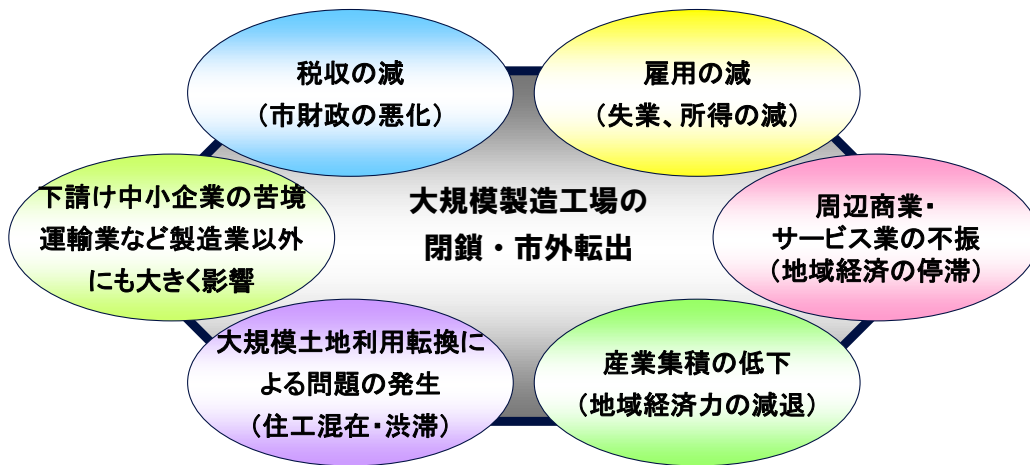 税収の減
（市財政の悪化）
雇用の減
（失業、所得の減）
下請け中小企業の苦境
運輸業など製造業以外
にも大きく影響
大規模製造工場の
閉鎖・市外転出
周辺商業・
サービス業の不振
（地域経済の停滞）
大規模土地利用転換に
よる問題の発生
（住工混在・渋滞）
産業集積の低下
（地域経済力の減退）